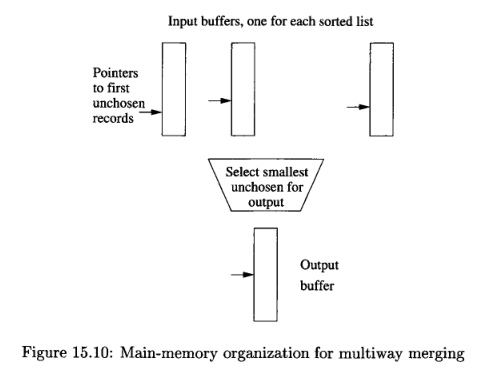 Input buffers, one for each sorted list
Pointers
to first
unchosen
records
Select smallest
unchosen for
output
Output
buffer
Figure 15.10: Main-memory organization for multiway merging